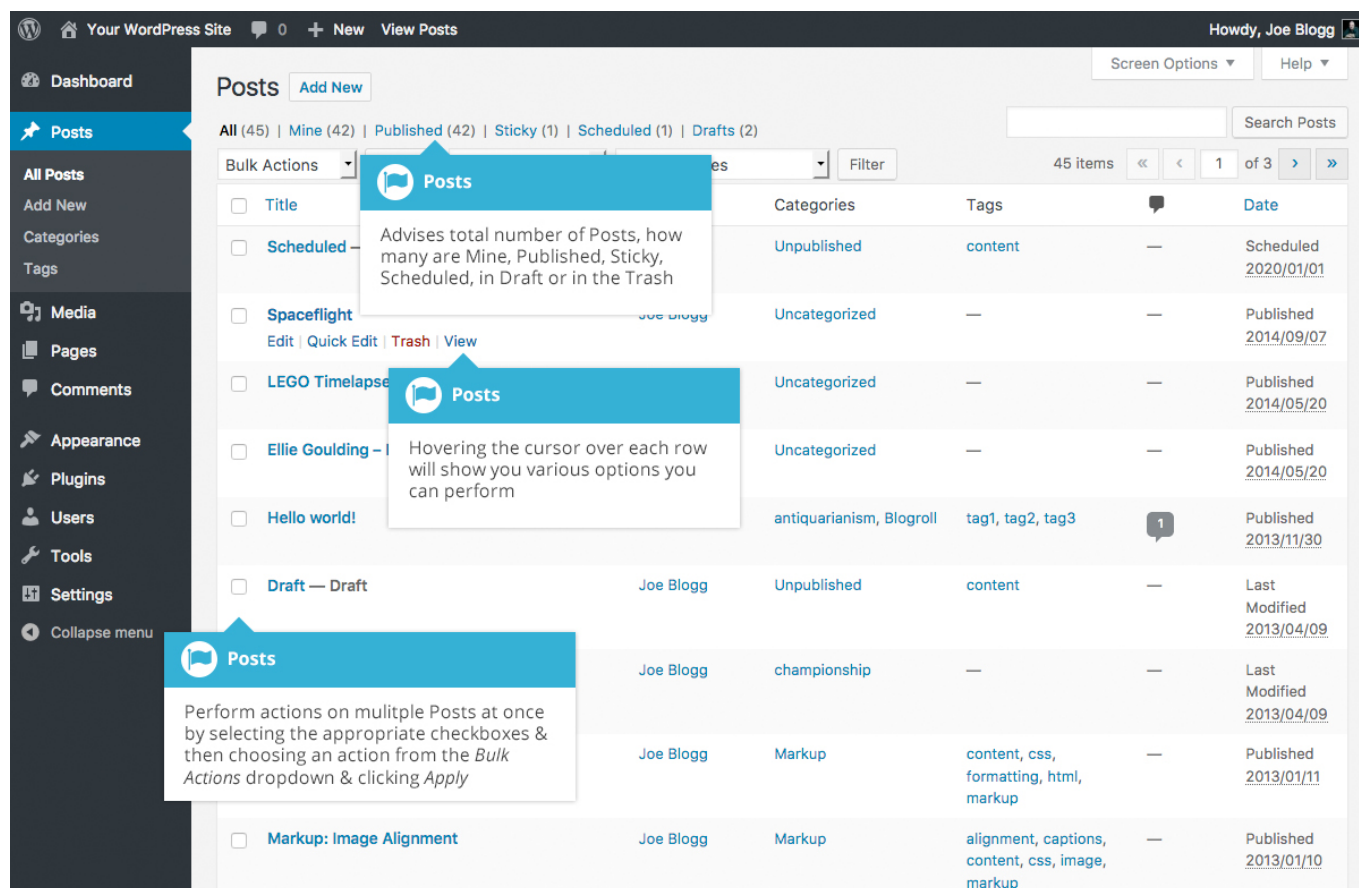 Your WordPress Site 0 + New View Posts Howdy, Joe Blogg
Screen Options ▼ Help ▼
Dashboard
Posts
All Posts
Add New
Categories
Tags
Media
Pages
Comments
Appearance
Plugins
Users
Tools
Settings
Collapse menu
Posts Add New
All (45) | Mine (42) | Published (42) | Sticky (1) | Scheduled (1) | Drafts (2)
Search Posts
Bulk Actions Filter 45 items « ‹ 1 of 3 › »
Title Categories Tags Date
Scheduled — Unpublished content — Scheduled
2020/01/01
Spaceflight Joe Blogg Uncategorized — — Published
2014/09/07
Edit | Quick Edit | Trash | View
LEGO Timelapse Uncategorized — — Published
2014/05/20
Ellie Goulding – Uncategorized — — Published
2014/05/20
Hello world! antiquarianism, Blogroll tag1, tag2, tag3 1 Published
2013/11/30
Draft — Draft Joe Blogg Unpublished content — Last
Modified
2013/04/09
Joe Blogg championship — — Last
Modified
2013/04/09
Joe Blogg Markup content, css, — Published
formatting, html, 2013/01/11
markup
Markup: Image Alignment Joe Blogg Markup alignment, captions, — Published
content, css, image, 2013/01/10
markup
Posts
Advises total number of Posts, how
many are Mine, Published, Sticky,
Scheduled, in Draft or in the Trash
Posts
Hovering the cursor over each row
will show you various options you
can perform
Posts
Perform actions on mulitple Posts at once
by selecting the appropriate checkboxes &
then choosing an action from the Bulk
Actions dropdown & clicking Apply